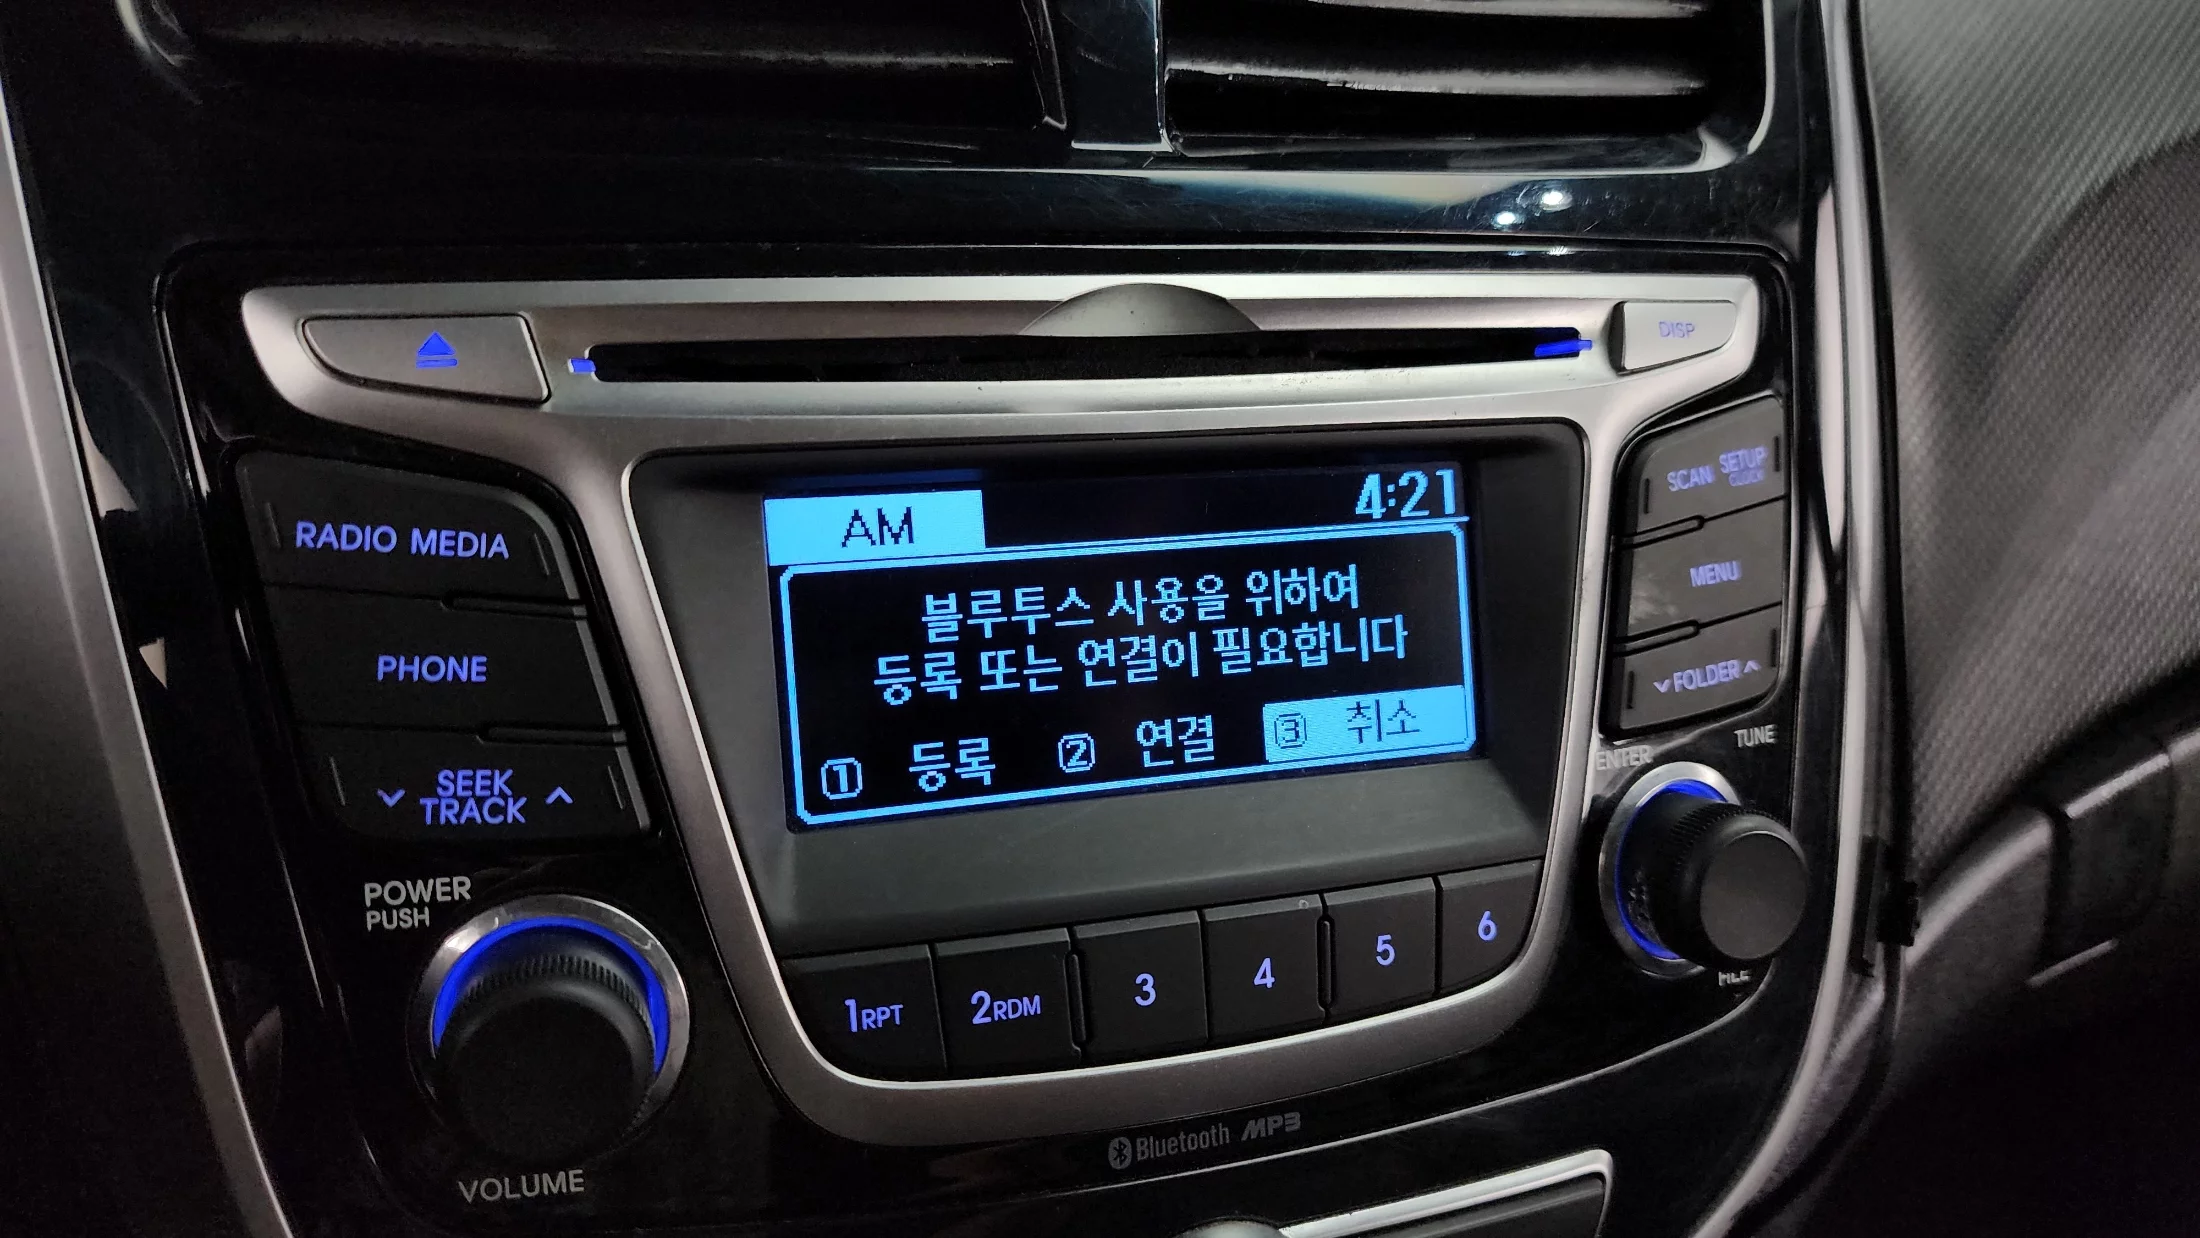 DISP
RADIO MEDIA
PHONE
SEEK
TRACK
POWER
PUSH
VOLUME
AM 4:21
블루투스 사용을 위하여
등록 또는 연결이 필요합니다
① 등록 ② 연결 ③ 취소
SCAN SETUP
CLOCK
MENU
FOLDER
TUNE
ENTER
FILE
1RPT 2RDM 3 4 5 6
Bluetooth MP3